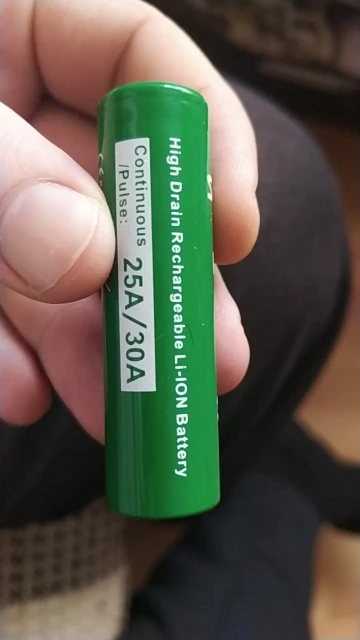 High Drain Rechargeable Li-ION Battery
Continuous
/Pulse: 25A/30A